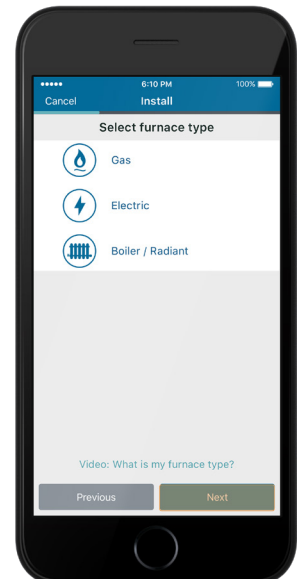 6:10 PM
100%
Cancel
Install
Select furnace type
Gas
Electric
Boiler / Radiant
Video: What is my furnace type?
Previous
Next